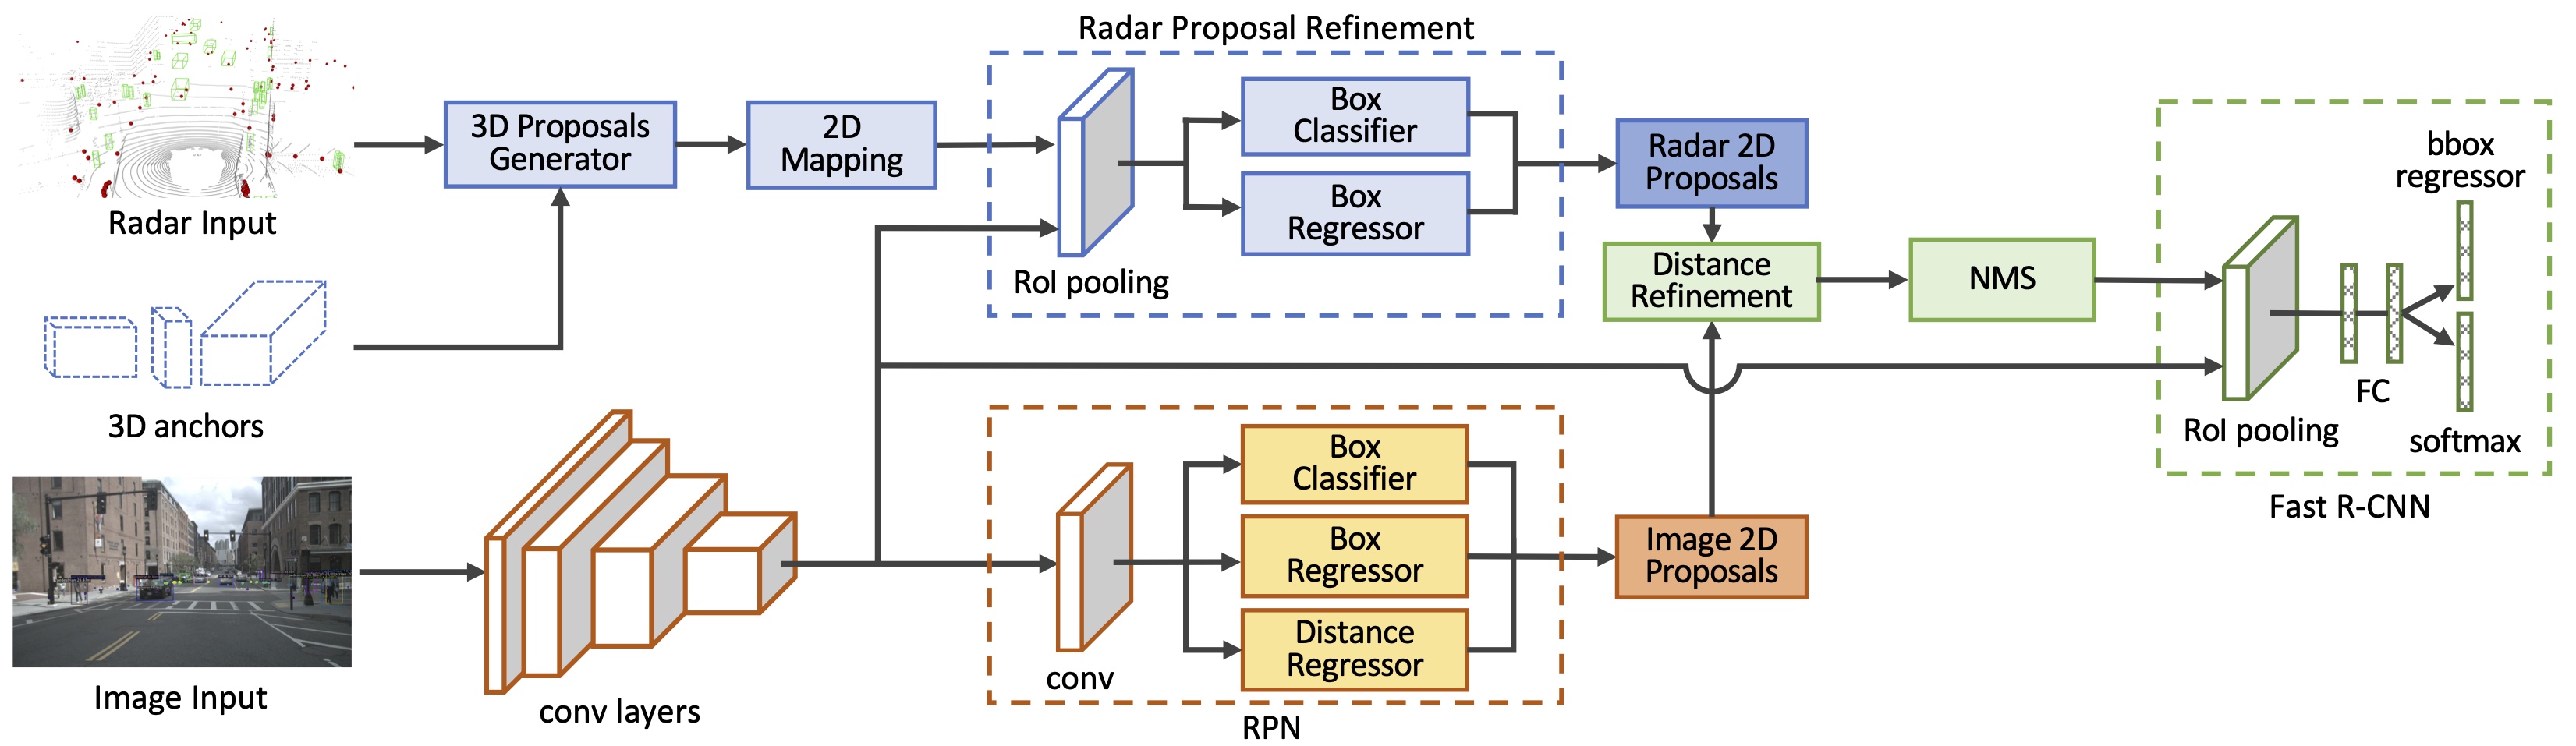 Radar Proposal Refinement
Radar Input
3D anchors
Image Input
3D Proposals
Generator
2D
Mapping
conv layers
RoI pooling
Box
Classifier
Box
Regressor
conv
Box
Classifier
Box
Regressor
Distance
Regressor
RPN
Radar 2D
Proposals
Distance
Refinement
Image 2D
Proposals
NMS
RoI pooling
FC
bbox
regressor
softmax
Fast R-CNN